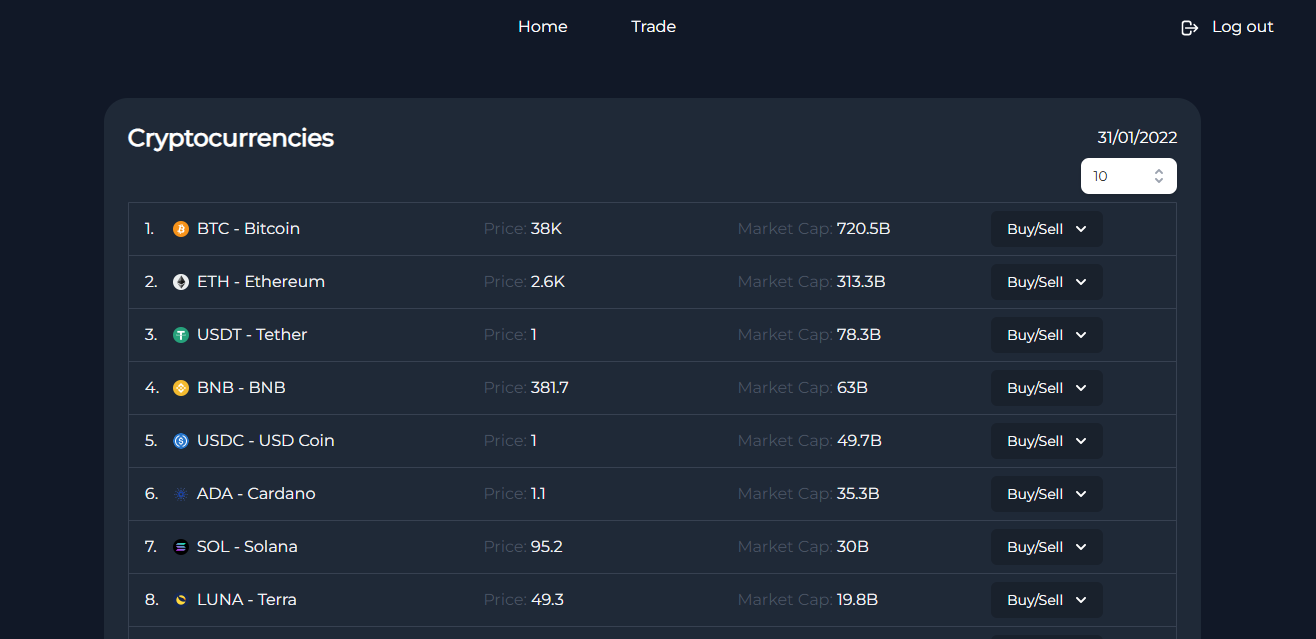 Home Trade Log out
Cryptocurrencies
31/01/2022
10
1. BTC - Bitcoin Price: 38K Market Cap: 720.5B Buy/Sell
2. ETH - Ethereum Price: 2.6K Market Cap: 313.3B Buy/Sell
3. USDT - Tether Price: 1 Market Cap: 78.3B Buy/Sell
4. BNB - BNB Price: 381.7 Market Cap: 63B Buy/Sell
5. USDC - USD Coin Price: 1 Market Cap: 49.7B Buy/Sell
6. ADA - Cardano Price: 1.1 Market Cap: 35.3B Buy/Sell
7. SOL - Solana Price: 95.2 Market Cap: 30B Buy/Sell
8. LUNA - Terra Price: 49.3 Market Cap: 19.8B Buy/Sell